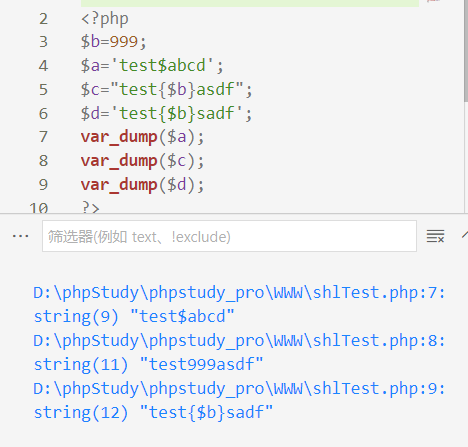 2 <?php
3 $b=999;
4 $a='test$abcd';
5 $c="test{$b}asdf";
6 $d='test{$b}sadf';
7 var_dump($a);
8 var_dump($c);
9 var_dump($d);
10 ?>
筛选器(例如 text、!exclude)
D:\phpStudy\phpstudy_pro\WWW\shlTest.php:7:
string(9) "test$abcd"
D:\phpStudy\phpstudy_pro\WWW\shlTest.php:8:
string(11) "test999asdf"
D:\phpStudy\phpstudy_pro\WWW\shlTest.php:9:
string(12) "test{$b}sadf"